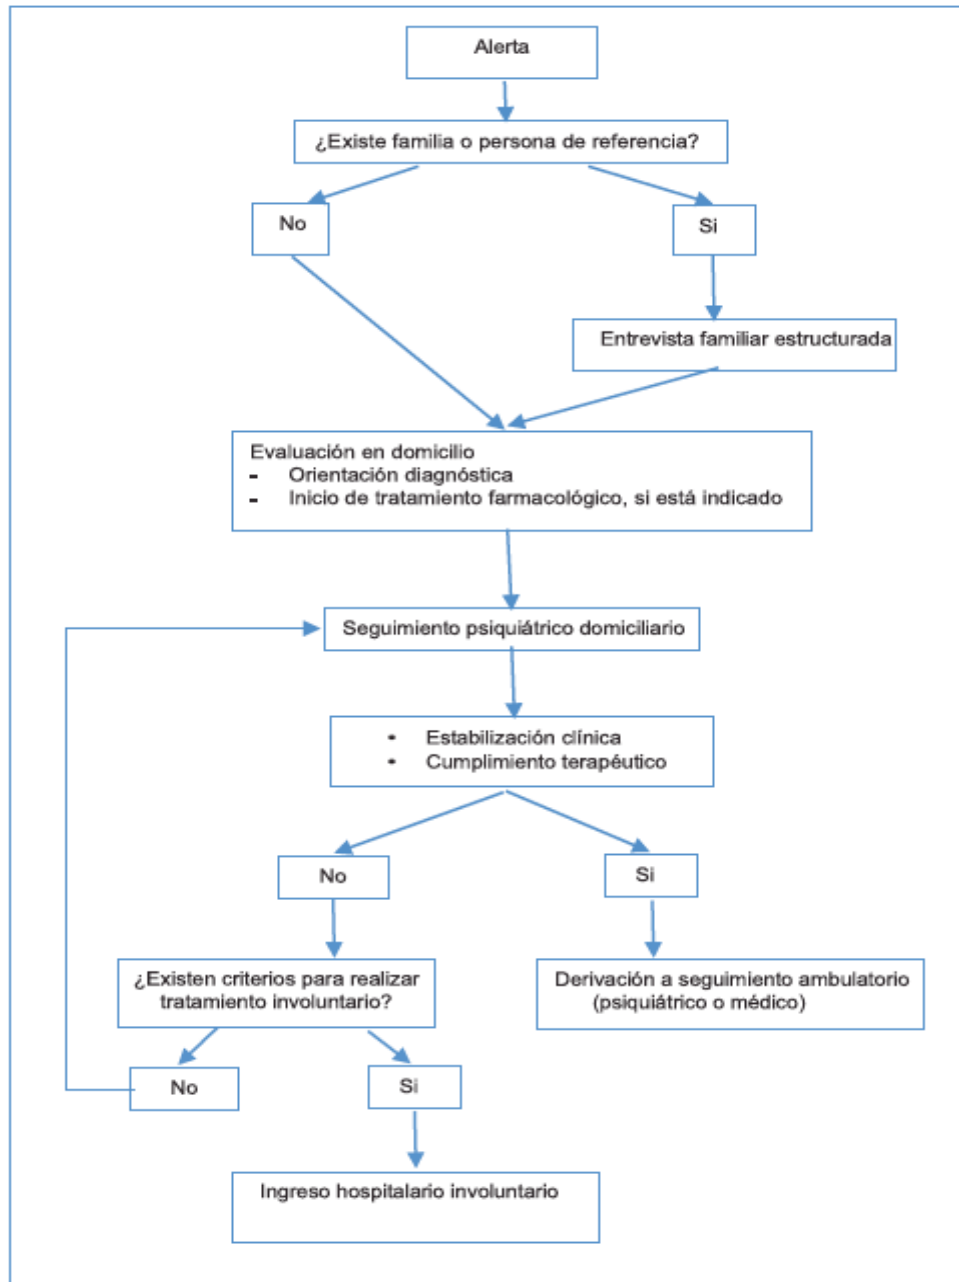 Alerta
¿Existe familia o persona de referencia?
No
Si
Entrevista familiar estructurada
Evaluación en domicilio
- Orientación diagnóstica
- Inicio de tratamiento farmacológico, si está indicado
Seguimiento psiquiátrico domiciliario
• Estabilización clínica
• Cumplimiento terapéutico
No
Si
¿Existen criterios para realizar
tratamiento involuntario?
Derivación a seguimiento ambulatorio
(psiquiátrico o médico)
No
Si
Ingreso hospitalario involuntario